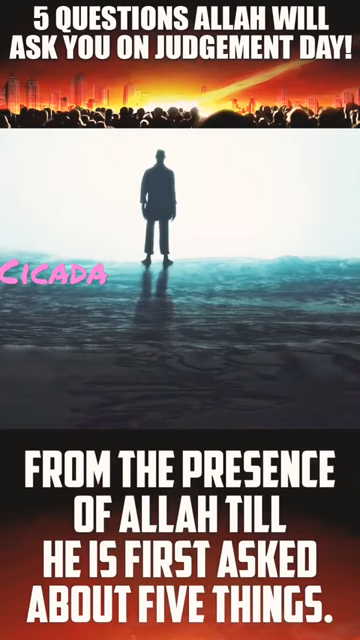 5 QUESTIONS ALLAH WILL
ASK YOU ON JUDGEMENT DAY!
CICADA
FROM THE PRESENCE
OF ALLAH TILL
HE IS FIRST ASKED
ABOUT FIVE THINGS.